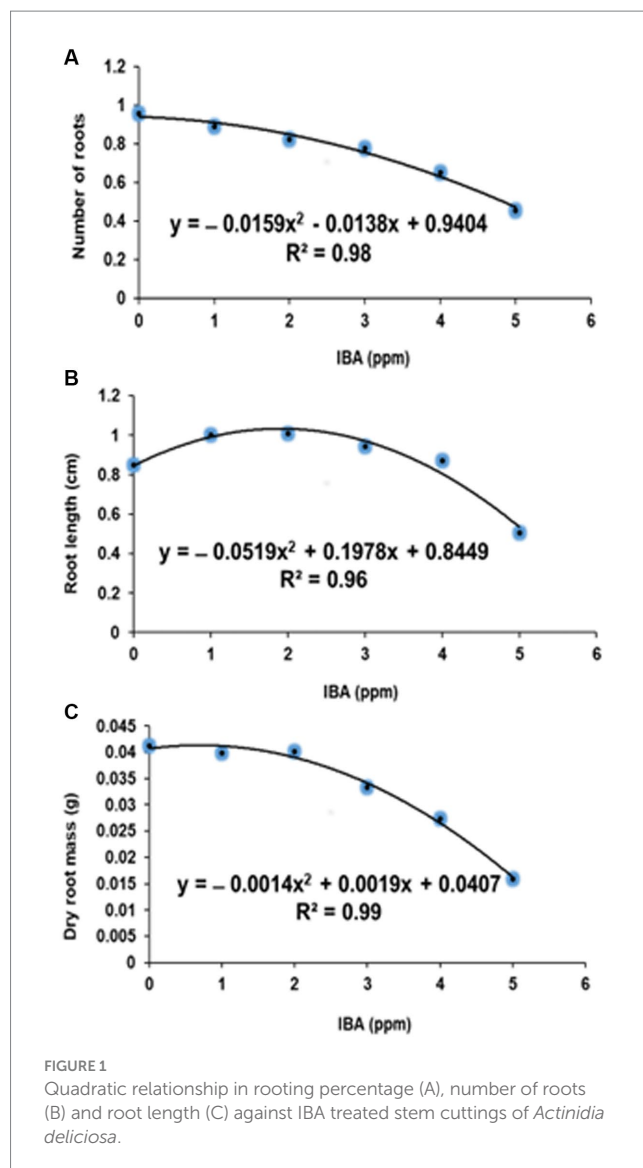 A
Number of roots
1.2
1
0.8
0.6
0.4
0.2
0
y = – 0.0159x² - 0.0138x + 0.9404
R² = 0.98
0 1 2 3 4 5 6
IBA (ppm)
B
Root length (cm)
1.2
1
0.8
0.6
0.4
0.2
0
y = – 0.0519x² + 0.1978x + 0.8449
R² = 0.96
0 1 2 3 4 5 6
IBA (ppm)
C
Dry root mass (g)
0.045
0.04
0.035
0.03
0.025
0.02
0.015
0.01
0.005
0
y = – 0.0014x² + 0.0019x + 0.0407
R² = 0.99
0 1 2 3 4 5 6
IBA (ppm)
FIGURE 1
Quadratic relationship in rooting percentage (A), number of roots
(B) and root length (C) against IBA treated stem cuttings of Actinidia
deliciosa.